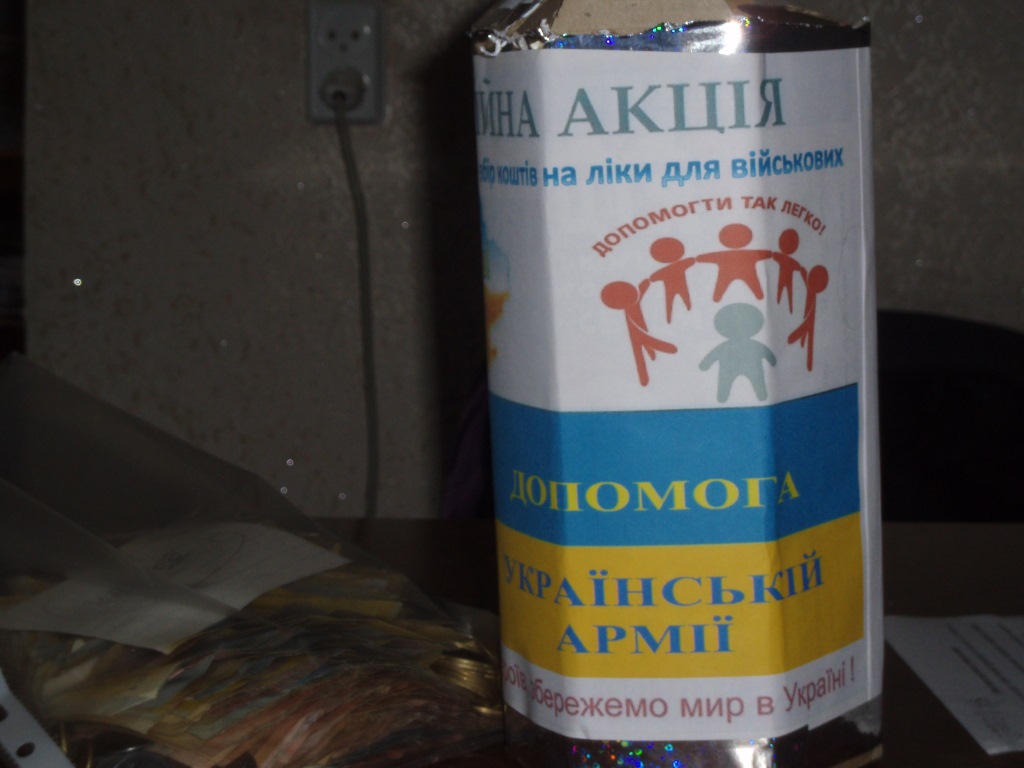 АКЦІЯ
коштів на ліки для військових
ДОПОМОГТИ ТАК ЛЕГКО!
ДОПОМОГА
УКРАЇНСЬКІЙ
АРМІЇ
збережемо мир в Україні !